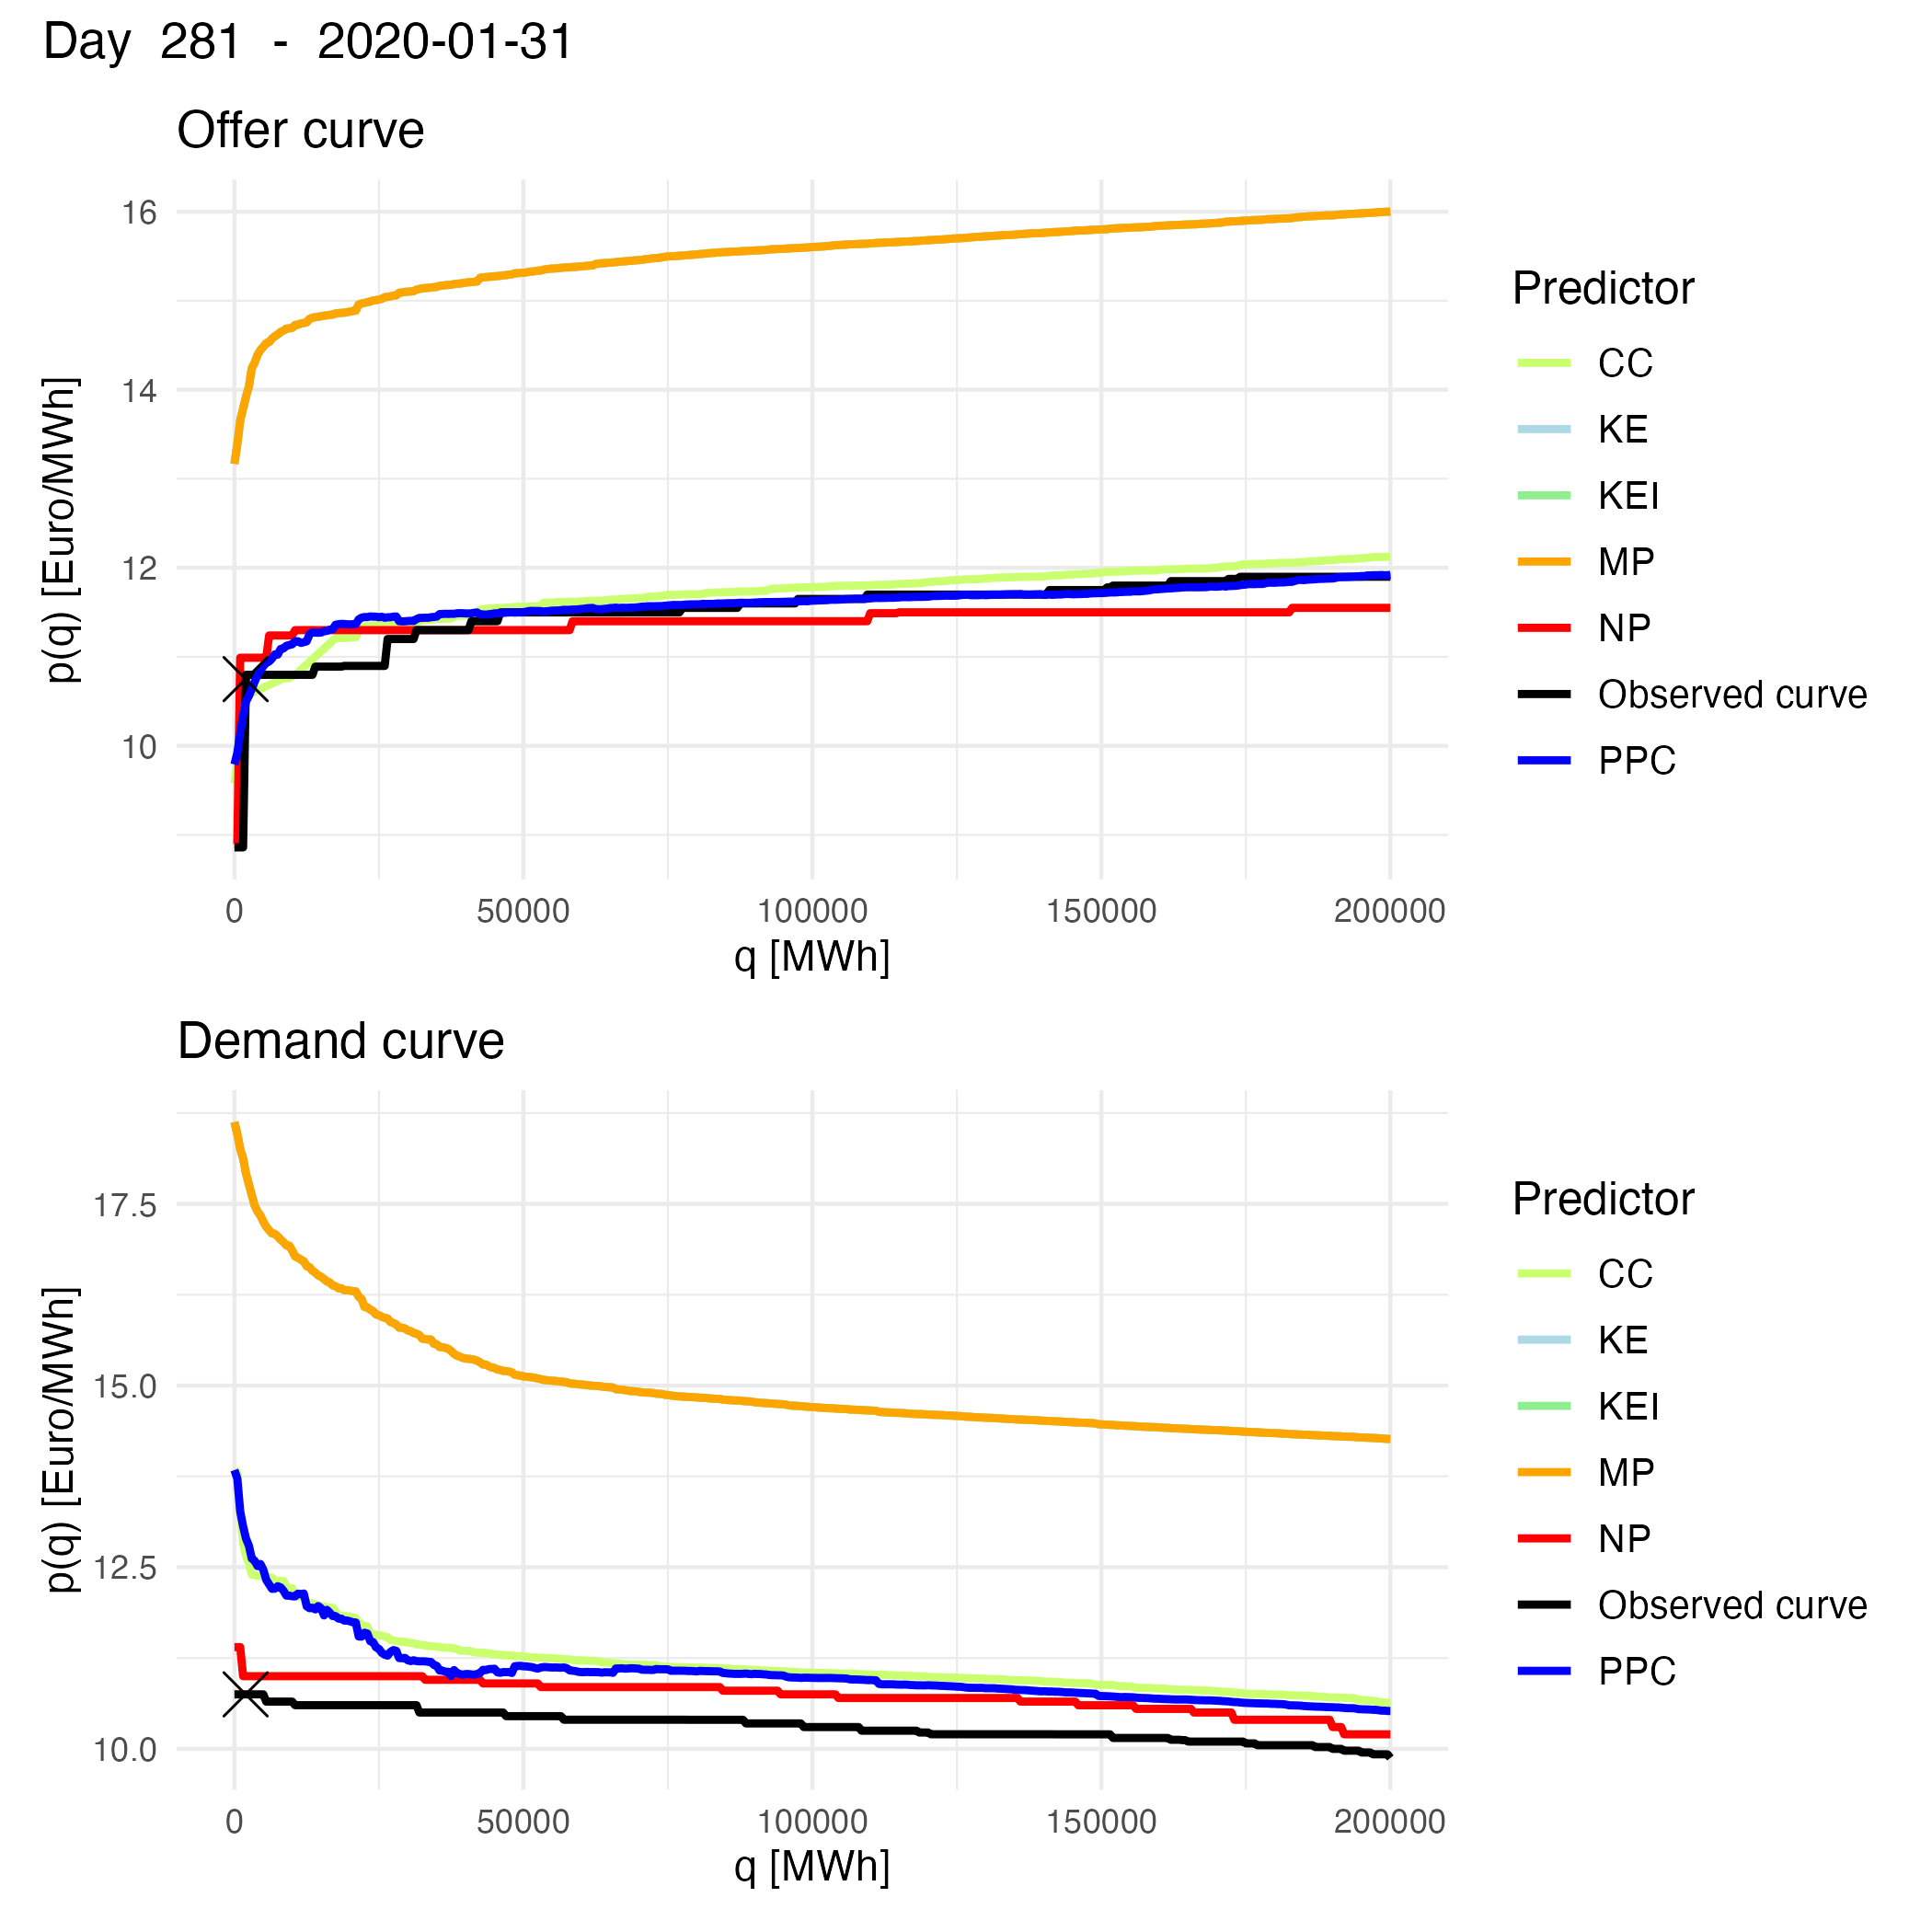 Day 281 - 2020-01-31
Offer curve
16
14
12
10
p(q) [Euro/MWh]
0 50000 100000 150000 200000
q [MWh]
Predictor
CC
KE
KEI
MP
NP
Observed curve
PPC
Demand curve
17.5
15.0
12.5
10.0
p(q) [Euro/MWh]
0 50000 100000 150000 200000
q [MWh]
Predictor
CC
KE
KEI
MP
NP
Observed curve
PPC